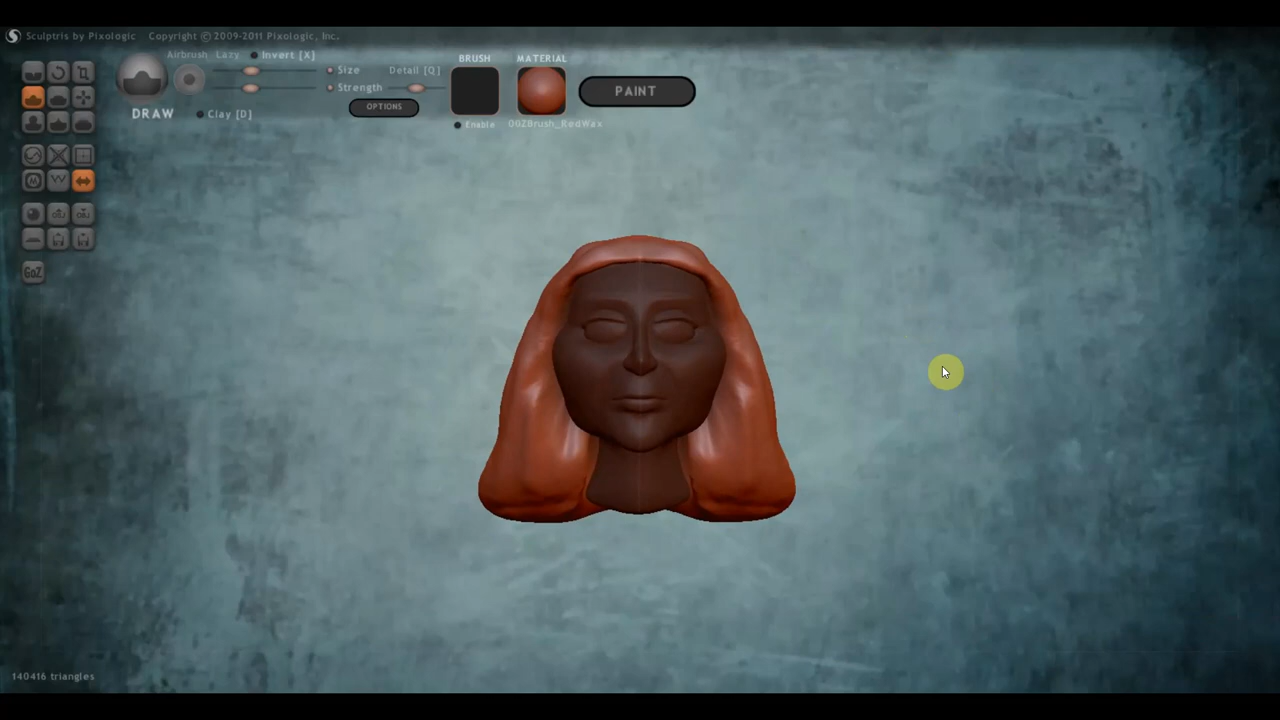 Sculptris by Pixologic Copyright © 2009-2011 Pixologic, Inc.
Airbrush Lazy Invert [X]
Size Detail [Q]
Strength
OPTIONS
DRAW Clay [D]
BRUSH
Enable
MATERIAL
00ZBrush_RedWax
PAINT
GoZ
140416 triangles